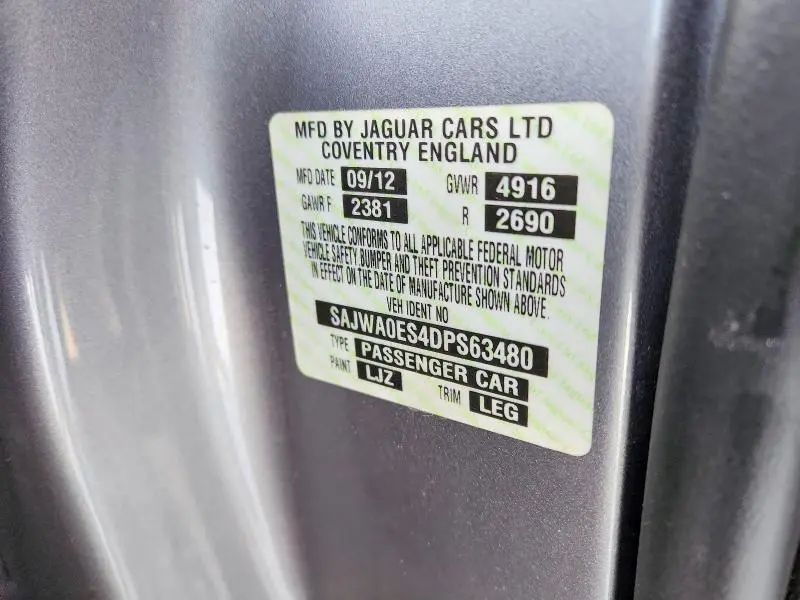 MFD BY JAGUAR CARS LTD
COVENTRY ENGLAND
MFD DATE 09/12 GVWR 4916
GAWR F 2381 R 2690
THIS VEHICLE CONFORMS TO ALL APPLICABLE FEDERAL MOTOR
VEHICLE SAFETY BUMPER AND THEFT PREVENTION STANDARDS
IN EFFECT ON THE DATE OF MANUFACTURE SHOWN ABOVE.
VEH IDENT NO
SAJWA0ES4DPS63480
TYPE PASSENGER CAR
PAINT LJZ TRIM LEG